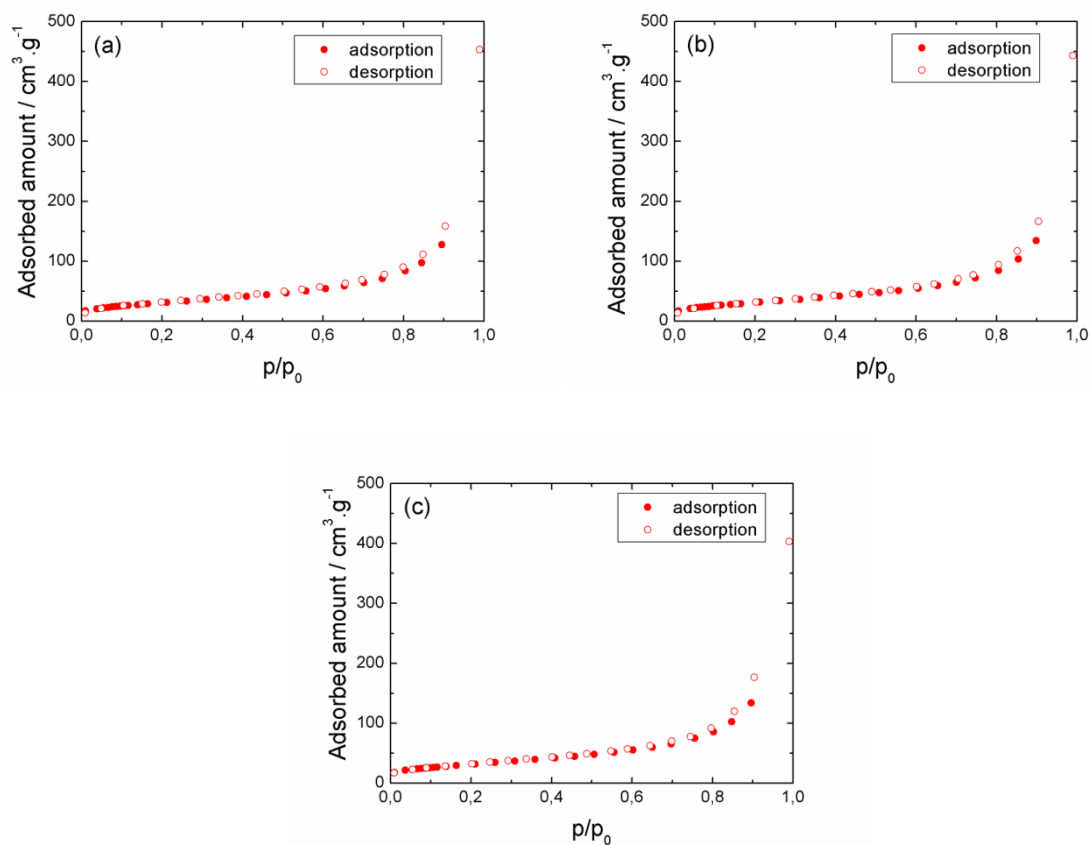 (a)
adsorption
desorption
Adsorbed amount / cm³.g⁻¹
500
400
300
200
100
0
0,0 0,2 0,4 0,6 0,8 1,0
p/p₀
(b)
adsorption
desorption
Adsorbed amount / cm³.g⁻¹
500
400
300
200
100
0
0,0 0,2 0,4 0,6 0,8 1,0
p/p₀
(c)
adsorption
desorption
Adsorbed amount / cm³.g⁻¹
500
400
300
200
100
0
0,0 0,2 0,4 0,6 0,8 1,0
p/p₀